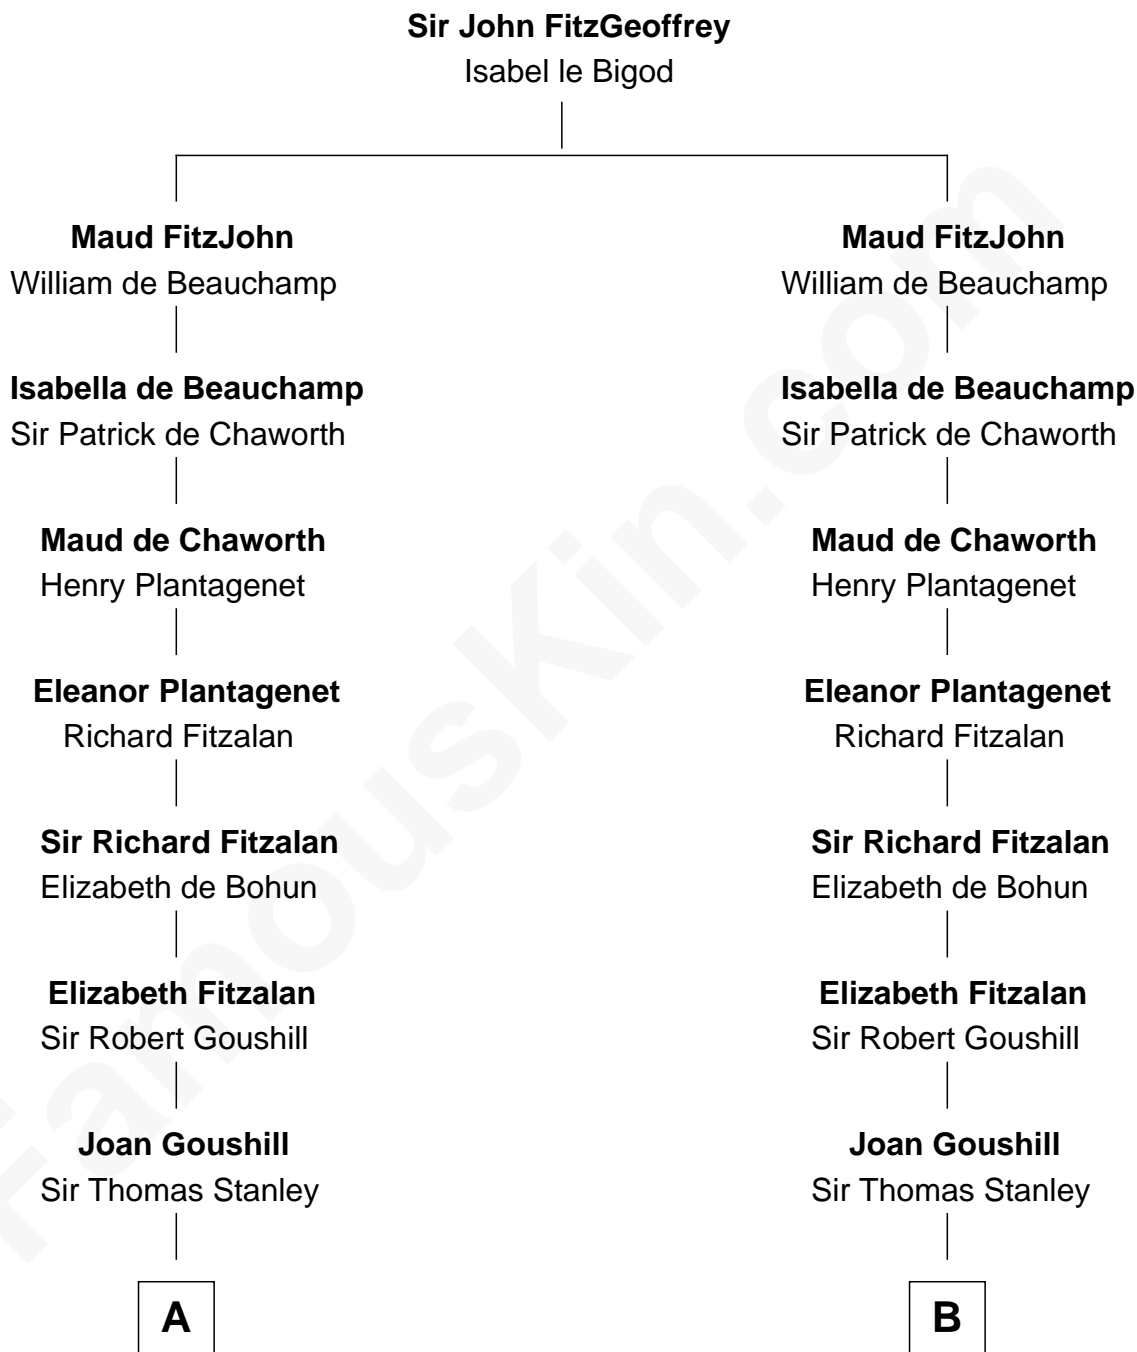 Sir John FitzGeoffrey
Isabel le Bigod
Maud FitzJohn Maud FitzJohn
William de Beauchamp William de Beauchamp
Isabella de Beauchamp Isabella de Beauchamp
Sir Patrick de Chaworth Sir Patrick de Chaworth
Maud de Chaworth Maud de Chaworth
Henry Plantagenet Henry Plantagenet
Eleanor Plantagenet Eleanor Plantagenet
Richard Fitzalan Richard Fitzalan
Sir Richard Fitzalan Sir Richard Fitzalan
Elizabeth de Bohun Elizabeth de Bohun
Elizabeth Fitzalan Elizabeth Fitzalan
Sir Robert Goushill Sir Robert Goushill
Joan Goushill Joan Goushill
Sir Thomas Stanley Sir Thomas Stanley
A B
FamousKin.com